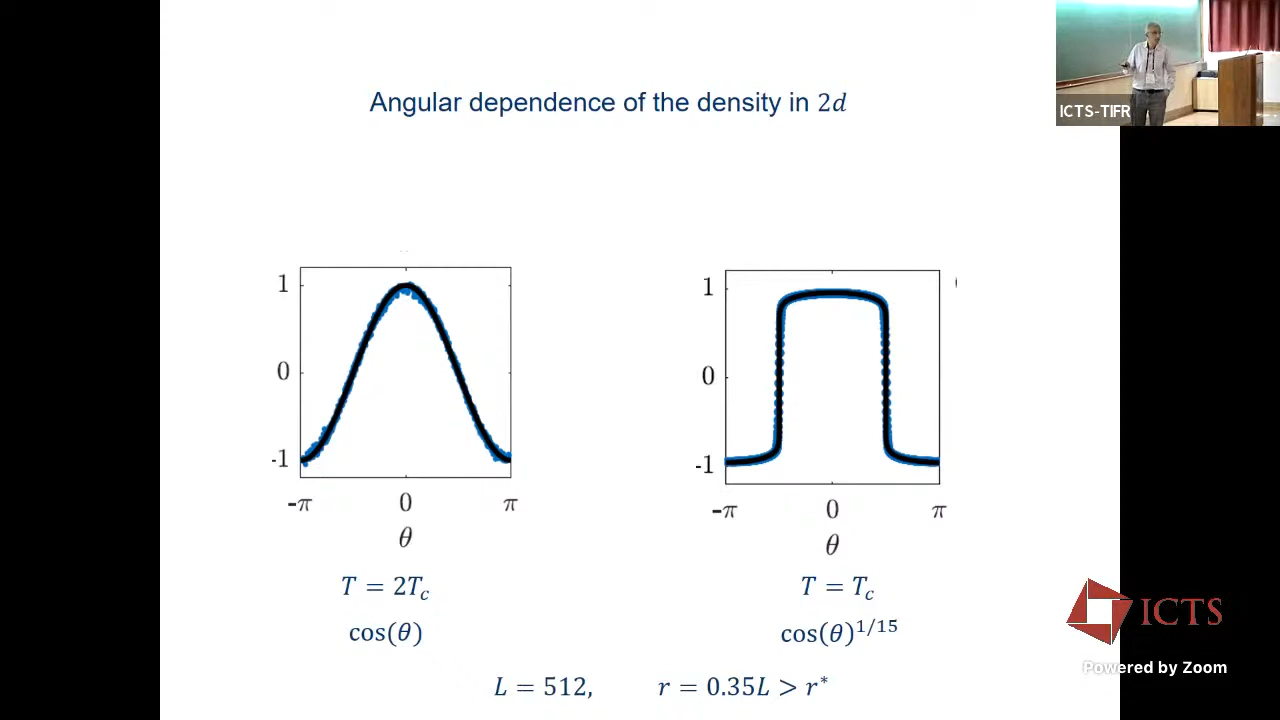 Angular dependence of the density in 2d
ICTS-TIFR
1
0
-1
-π 0 π
θ
1
0
-1
-π 0 π
θ
T = 2T_c
cos(θ)
T = T_c
cos(θ)^{1/15}
L = 512, r = 0.35L > r*
ICTS
Powered by Zoom